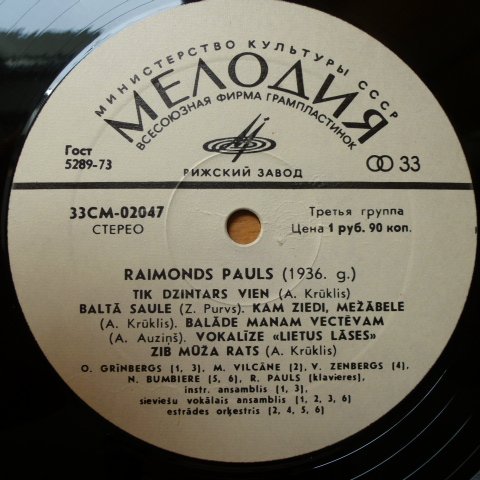 МИНИСТЕРСТВО КУЛЬТУРЫ СССР
МЕЛОДИЯ
ВСЕСОЮЗНАЯ ФИРМА ГРАМПЛАСТИНОК
Гост
5289-73
33
РИЖСКИЙ ЗАВОД
33СМ-02047
СТЕРЕО
Третья группа
Цена 1 руб. 90 коп.
RAIMONDS PAULS (1936. g.)
TIK DZINTARS VIEN (A. Krūklis)
BALTĀ SAULE (Z. Purvs). KAM ZIEDI, MEŽĀBELE
(A. Krūklis). BALĀDE MANAM VECTĒVAM
(A. Auziņš). VOKALĪZE «LIETUS LĀSES»
ZIB MŪŽA RATS (A. Krūklis)
O. GRĪNBERGS [1, 3], M. VILCĀNE [2], V. ZENBERGS [4],
N. BUMBIERE [5, 6], R. PAULS [klavieres],
instr. ansamblis [1, 3],
sieviešu vokālais ansamblis [1, 2, 3, 6]
estrādes orķestris [2, 4, 5, 6]